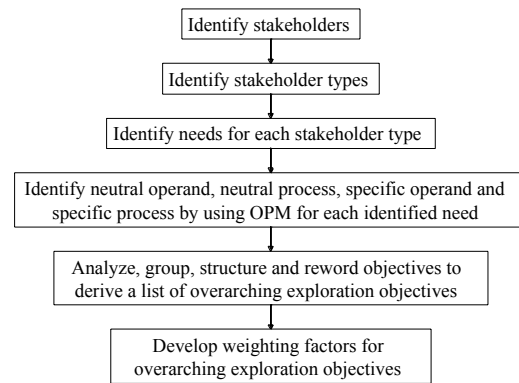 Identify stakeholders
Identify stakeholder types
Identify needs for each stakeholder type
Identify neutral operand, neutral process, specific operand and
specific process by using OPM for each identified need
Analyze, group, structure and reword objectives to
derive a list of overarching exploration objectives
Develop weighting factors for
overarching exploration objectives